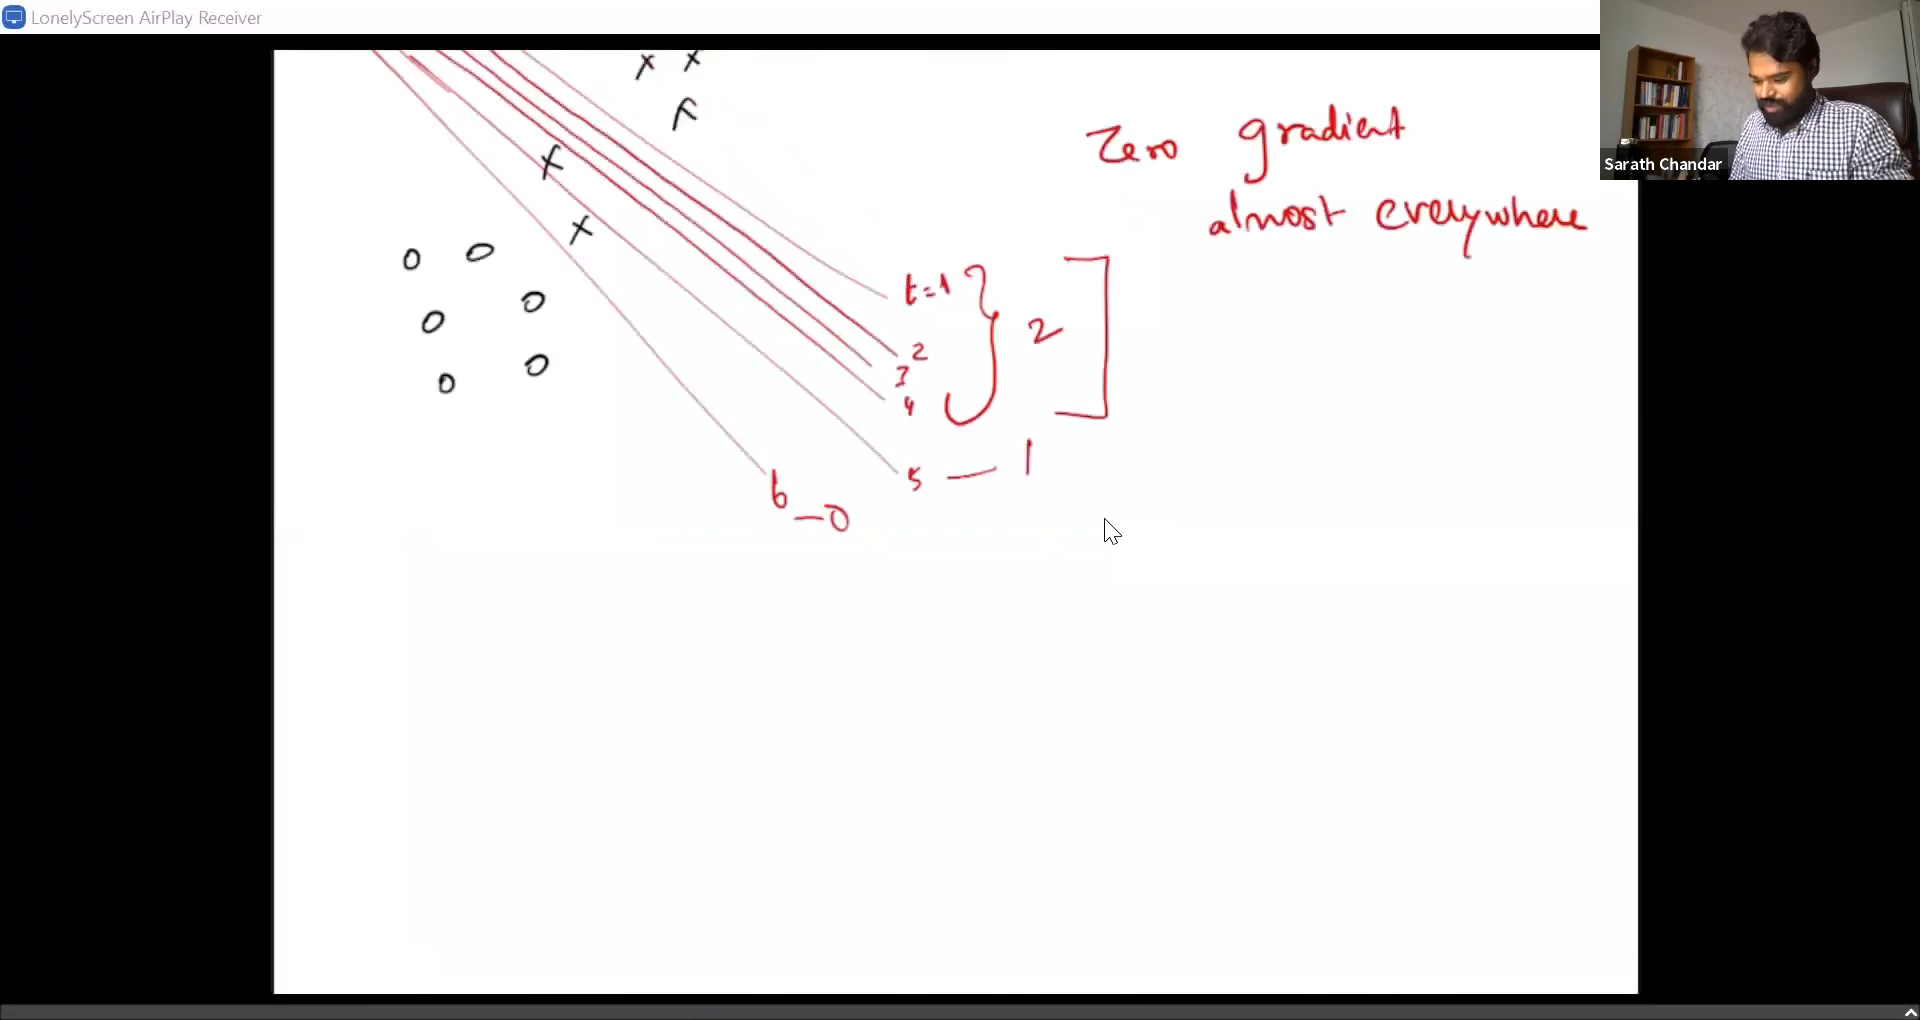 LonelyScreen AirPlay Receiver
Sarath Chandar
Zero gradient
almost everywhere
x x
x
x
x
o o
o o
o o
t=1
2
3
4
2
5 — 1
6 — 0